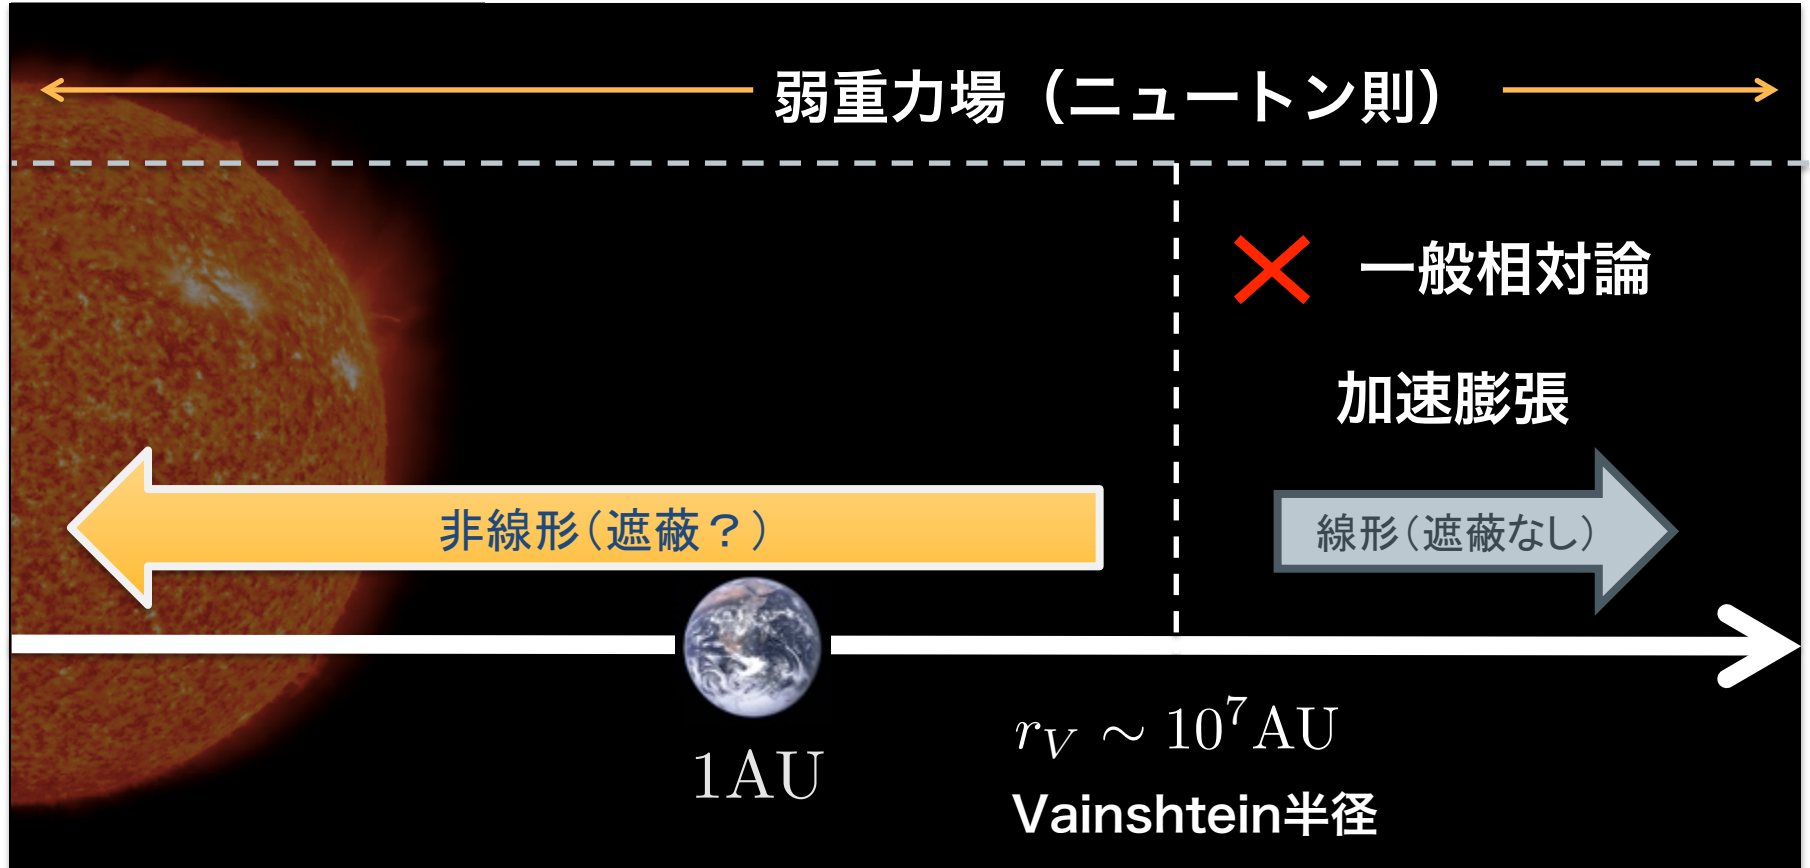 弱重力場（ニュートン則）
一般相対論
加速膨張
非線形（遮蔽？）
線形（遮蔽なし）
1AU
r_V ~ 10^7AU
Vainshtein半径